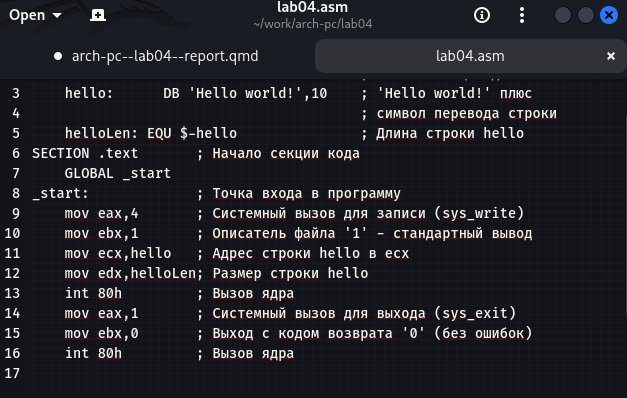 Open
lab04.asm
~/work/arch-pc/lab04
arch-pc--lab04--report.qmd
lab04.asm
3 hello: DB 'Hello world!',10 ; 'Hello world!' плюс
4 ; символ перевода строки
5 helloLen: EQU $-hello ; Длина строки hello
6 SECTION .text ; Начало секции кода
7 GLOBAL _start
8 _start: ; Точка входа в программу
9 mov eax,4 ; Системный вызов для записи (sys_write)
10 mov ebx,1 ; Описатель файла '1' - стандартный вывод
11 mov ecx,hello ; Адрес строки hello в ecx
12 mov edx,helloLen; Размер строки hello
13 int 80h ; Вызов ядра
14 mov eax,1 ; Системный вызов для выхода (sys_exit)
15 mov ebx,0 ; Выход с кодом возврата '0' (без ошибок)
16 int 80h ; Вызов ядра
17